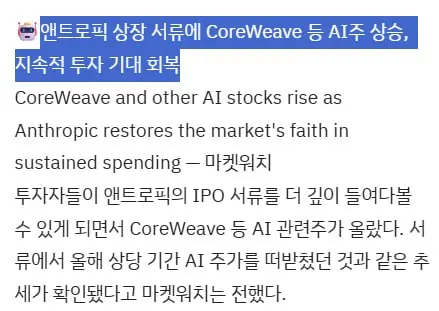 🤖앤트로픽 상장 서류에 CoreWeave 등 AI주 상승,
지속적 투자 기대 회복
CoreWeave and other AI stocks rise as
Anthropic restores the market's faith in
sustained spending — 마켓워치
투자자들이 앤트로픽의 IPO 서류를 더 깊이 들여다볼
수 있게 되면서 CoreWeave 등 AI 관련주가 올랐다. 서
류에서 올해 상당 기간 AI 주가를 떠받쳤던 것과 같은 추
세가 확인됐다고 마켓워치는 전했다.